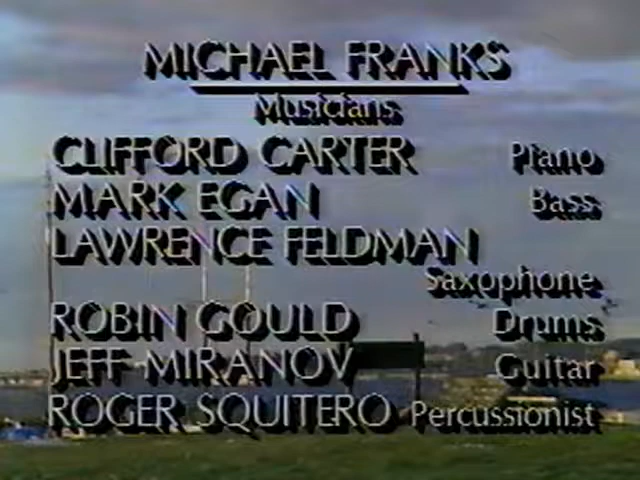 MICHAEL FRANKS
Musicians
CLIFFORD CARTER Piano
MARK EGAN Bass
LAWRENCE FELDMAN
Saxophone
ROBIN GOULD Drums
JEFF MIRANOV Guitar
ROGER SQUITERO Percussionist